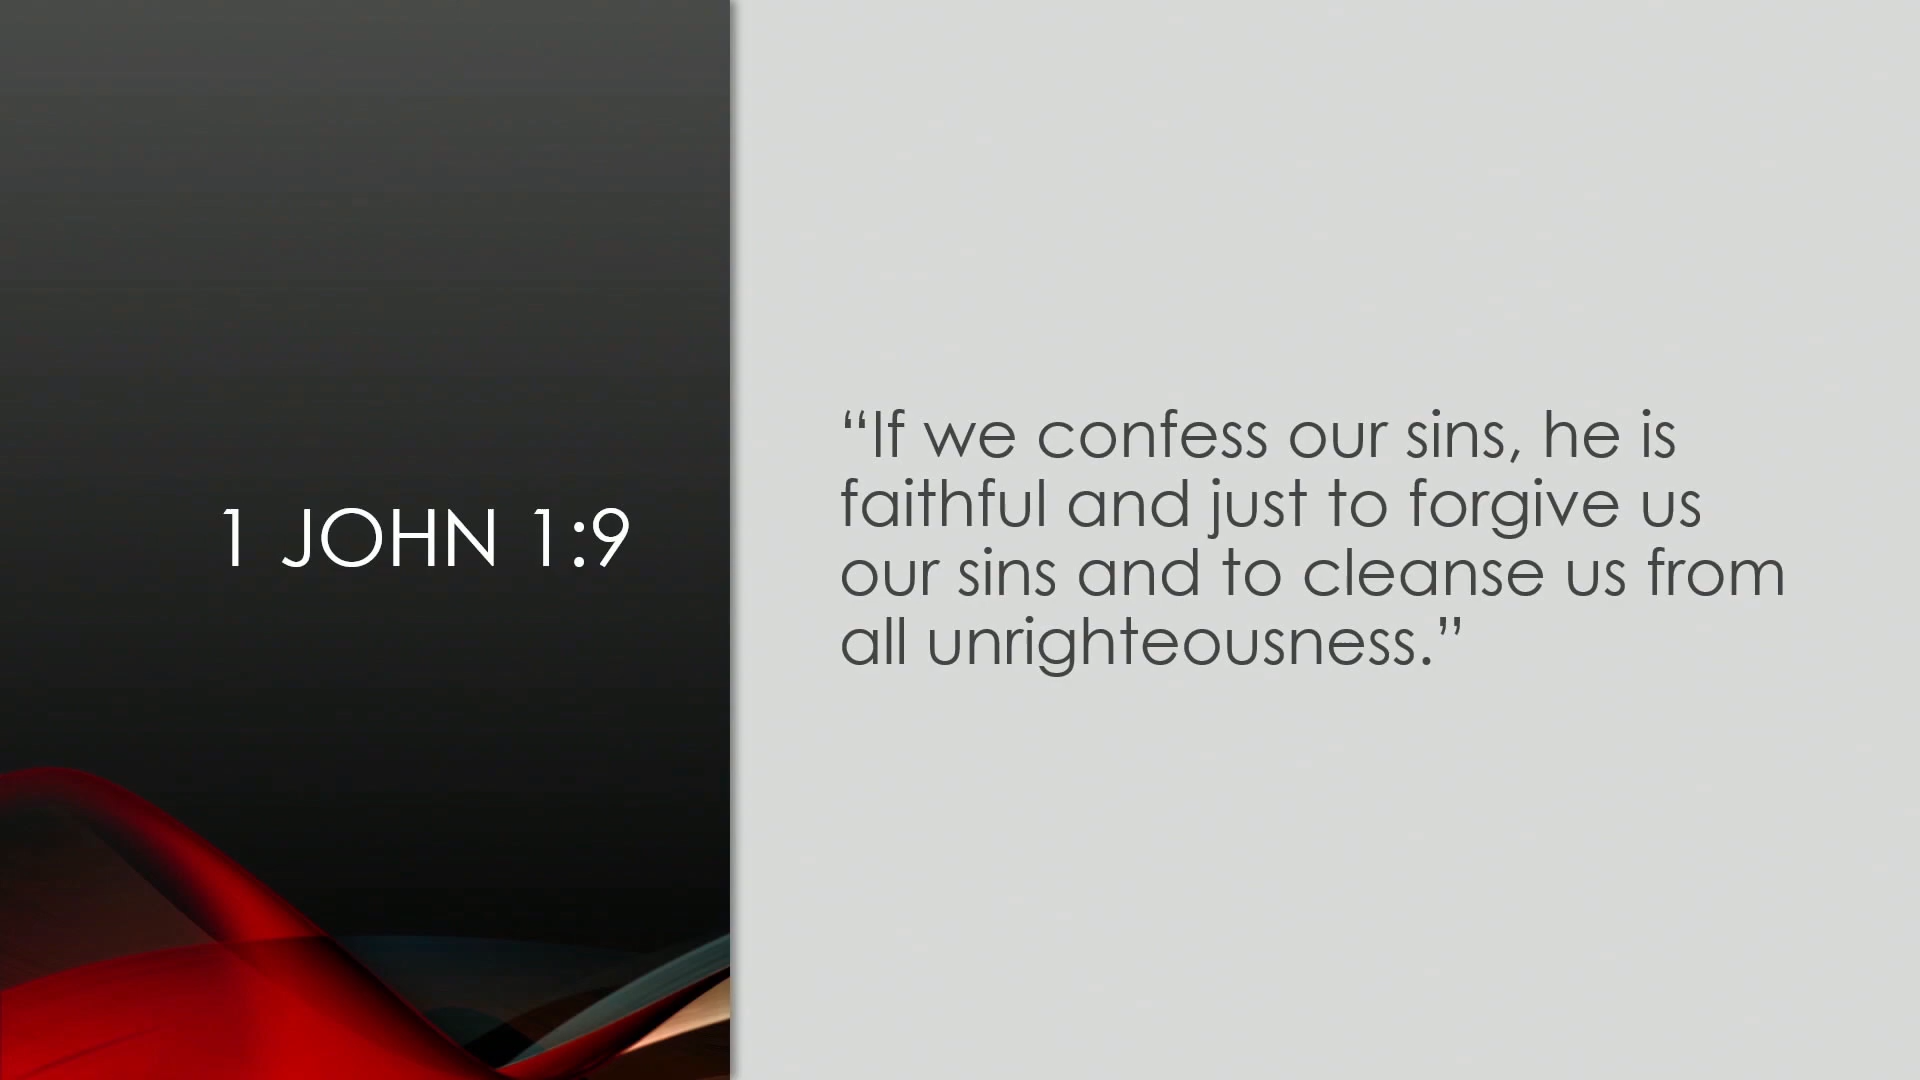 1 JOHN 1:9
“If we confess our sins, he is
faithful and just to forgive us
our sins and to cleanse us from
all unrighteousness.”